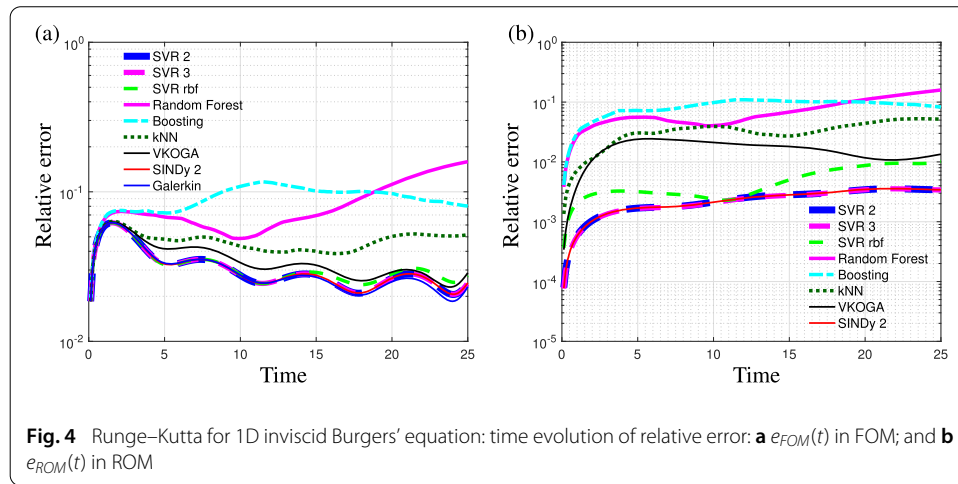 (a)
10^0
10^-1
10^-2
Relative error
0 5 10 15 20 25
Time
SVR 2
SVR 3
SVR rbf
Random Forest
Boosting
kNN
VKOGA
SINDy 2
Galerkin
(b)
10^0
10^-1
10^-2
10^-3
10^-4
10^-5
Relative error
0 5 10 15 20 25
Time
SVR 2
SVR 3
SVR rbf
Random Forest
Boosting
kNN
VKOGA
SINDy 2
Fig. 4 Runge–Kutta for 1D inviscid Burgers' equation: time evolution of relative error: a e_FOM(t) in FOM; and b
e_ROM(t) in ROM